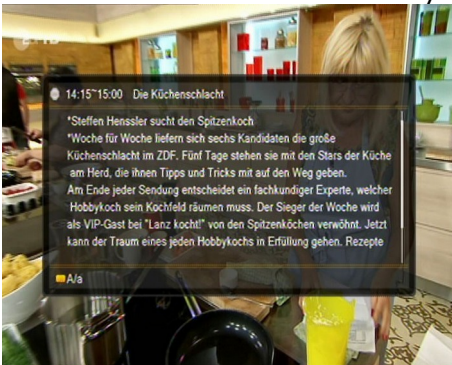 14:15~15:00 Die Küchenschlacht
"Steffen Henssler sucht den Spitzenkoch
"Woche für Woche liefern sich sechs Kandidaten die große
Küchenschlacht im ZDF. Fünf Tage stehen sie mit den Stars der Küche
am Herd, die ihnen Tipps und Tricks mit auf den Weg geben.
Am Ende jeder Sendung entscheidet ein fachkundiger Experte, welcher
Hobbykoch sein Kochfeld räumen muss. Der Sieger der Woche wird
als VIP-Gast bei "Lanz kocht!" von den Spitzenköchen verwöhnt. Jetzt
kann der Traum eines jeden Hobbykochs in Erfüllung gehen. Rezepte
A/a